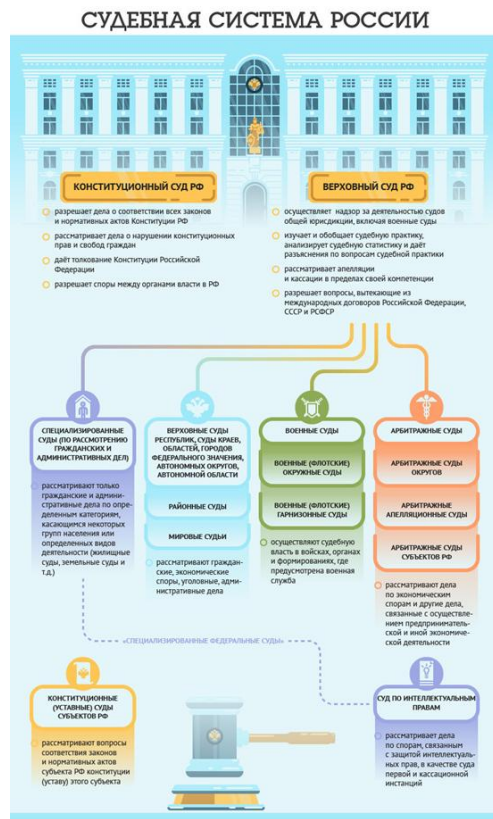 СУДЕБНАЯ СИСТЕМА РОССИИ
КОНСТИТУЦИОННЫЙ СУД РФ
разрешает дела о соответствии всех законов
и нормативных актов Конституции РФ
рассматривает дела о нарушении конституционных
прав и свобод граждан
даёт толкование Конституции Российской
Федерации
разрешает споры между органами власти в РФ
ВЕРХОВНЫЙ СУД РФ
осуществляет надзор за деятельностью судов
общей юрисдикции, включая военные суды
изучает и обобщает судебную практику,
анализирует судебную статистику и даёт
разъяснения по вопросам судебной практики
рассматривает апелляции
и кассации в пределах своей компетенции
разрешает вопросы, вытекающие из
международных договоров Российской Федерации,
СССР и РСФСР
СПЕЦИАЛИЗИРОВАННЫЕ
СУДЫ (ПО РАССМОТРЕНИЮ
ГРАЖДАНСКИХ И
АДМИНИСТРАТИВНЫХ ДЕЛ)
рассматривают только
гражданские и админи-
стративные дела по опре-
деленным категориям,
касающимся некоторых
групп населения или
определенных видов
деятельности (жилищные
суды, земельные суды и
т.д.)
ВЕРХОВНЫЕ СУДЫ
РЕСПУБЛИК, СУДЫ КРАЕВ,
ОБЛАСТЕЙ, ГОРОДОВ
ФЕДЕРАЛЬНОГО ЗНАЧЕНИЯ,
АВТОНОМНЫХ ОКРУГОВ,
АВТОНОМНОЙ ОБЛАСТИ
РАЙОННЫЕ СУДЫ
МИРОВЫЕ СУДЬИ
рассматривают граждан-
ские, экономические
споры, уголовные, адми-
нистративные дела
ВОЕННЫЕ СУДЫ
ВОЕННЫЕ (ФЛОТСКИЕ)
ОКРУЖНЫЕ СУДЫ
ВОЕННЫЕ (ФЛОТСКИЕ)
ГАРНИЗОННЫЕ СУДЫ
осуществляют судебную
власть в войсках, органах
и формированиях, где
предусмотрена военная
служба
АРБИТРАЖНЫЕ СУДЫ
АРБИТРАЖНЫЕ СУДЫ
ОКРУГОВ
АРБИТРАЖНЫЕ
АПЕЛЛЯЦИОННЫЕ СУДЫ
АРБИТРАЖНЫЕ СУДЫ
СУБЪЕКТОВ РФ
рассматривают дела
по экономическим
спорам и другие дела,
связанные с осуществле-
нием предприниматель-
ской и иной экономиче-
ской деятельности
«СПЕЦИАЛИЗИРОВАННЫЕ ФЕДЕРАЛЬНЫЕ СУДЫ»
КОНСТИТУЦИОННЫЕ
(УСТАВНЫЕ) СУДЫ
СУБЪЕКТОВ РФ
рассматривают вопросы
соответствия законов
и нормативных актов
субъекта РФ конституции
(уставу) этого субъекта
СУД ПО ИНТЕЛЛЕКТУАЛЬНЫМ
ПРАВАМ
рассматривает дела
по спорам, связанным
с защитой интеллектуаль-
ных прав, в качестве суда
первой и кассационной
инстанций